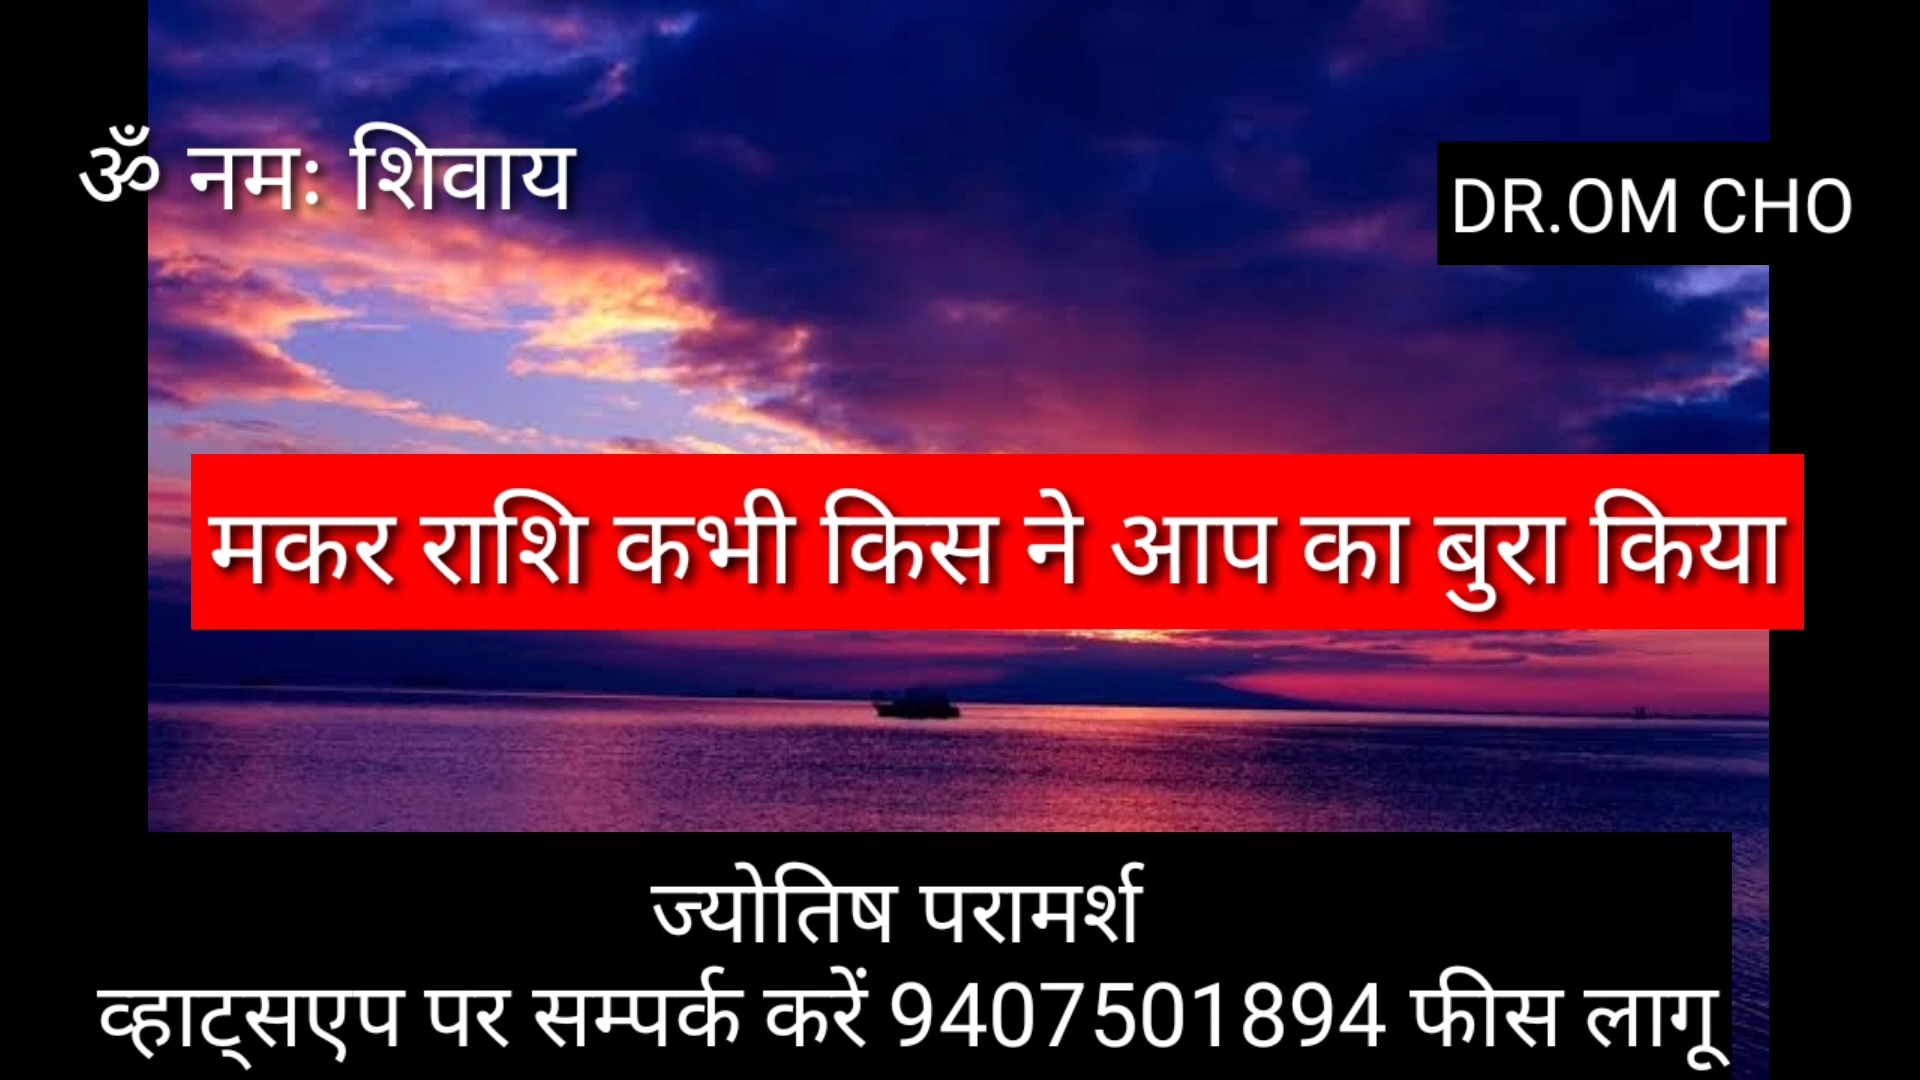 ॐ नमः शिवाय
DR.OM CHO
मकर राशि कभी किस ने आप का बुरा किया
ज्योतिष परामर्श
व्हाट्सएप पर सम्पर्क करें 9407501894 फीस लागू